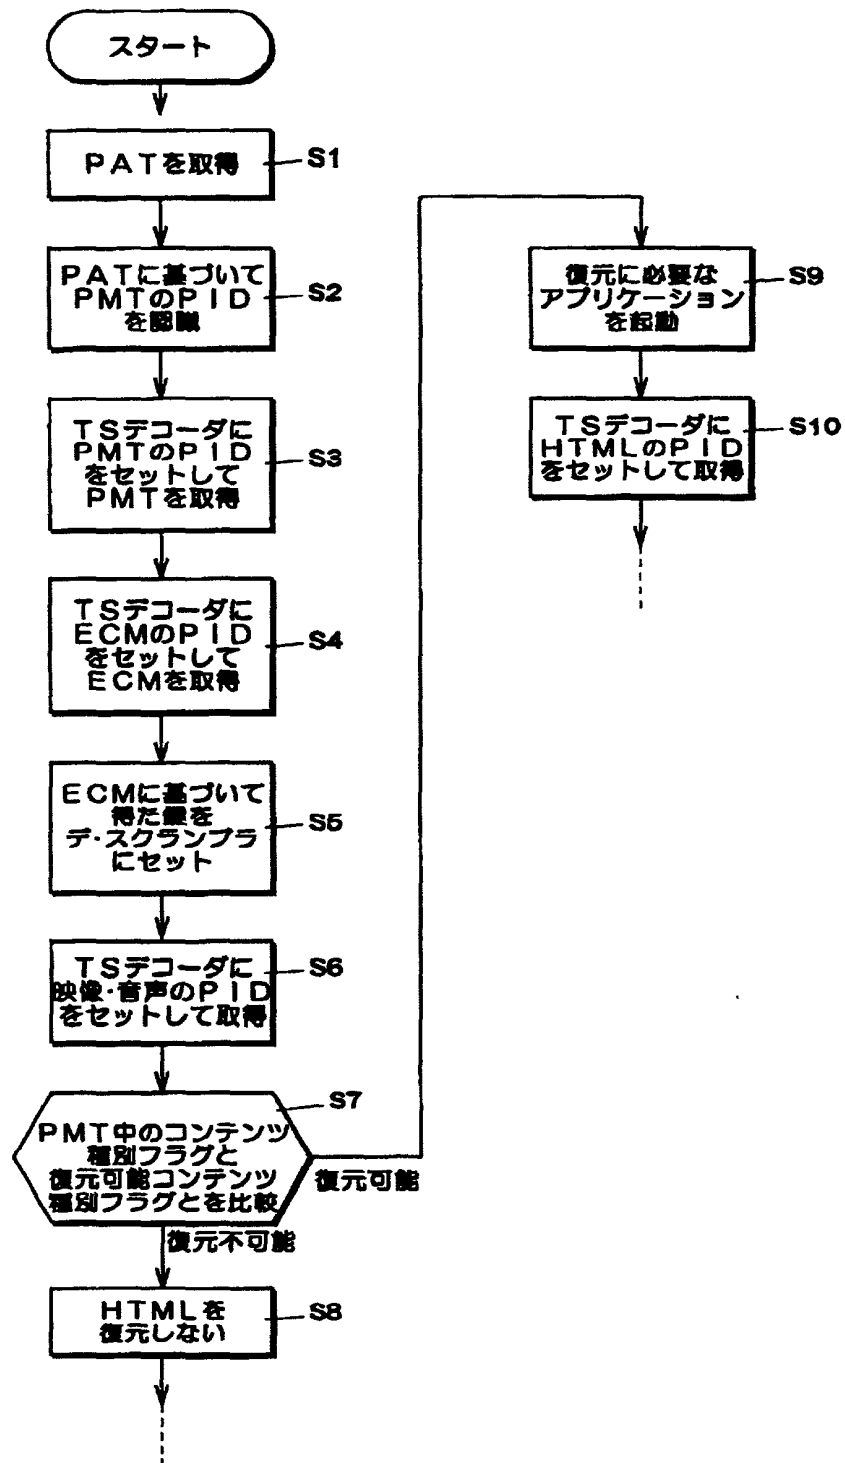 スタート
PATを取得
S1
PATに基づいて
PMTのPID
を認識
S2
TSデコーダに
PMTのPID
をセットして
PMTを取得
S3
TSデコーダに
ECMのPID
をセットして
ECMを取得
S4
ECMに基づいて
得た鍵を
デ・スクランブラ
にセット
S5
TSデコーダに
映像・音声のPID
をセットして取得
S6
S7
PMT中のコンテンツ
種別フラグと
復元可能コンテンツ
種別フラグとを比較
復元可能
復元不可能
HTMLを
復元しない
S8
復元に必要な
アプリケーション
を起動
S9
TSデコーダに
HTMLのPID
をセットして取得
S10